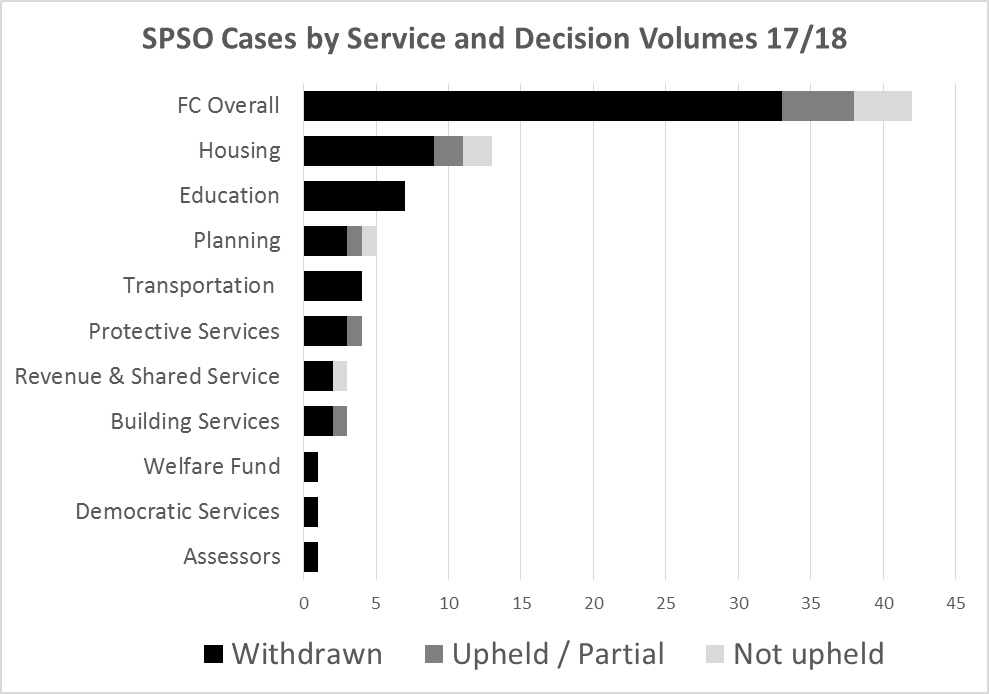 SPSO Cases by Service and Decision Volumes 17/18
FC Overall
Housing
Education
Planning
Transportation
Protective Services
Revenue & Shared Service
Building Services
Welfare Fund
Democratic Services
Assessors
0 5 10 15 20 25 30 35 40 45
Withdrawn Upheld / Partial Not upheld